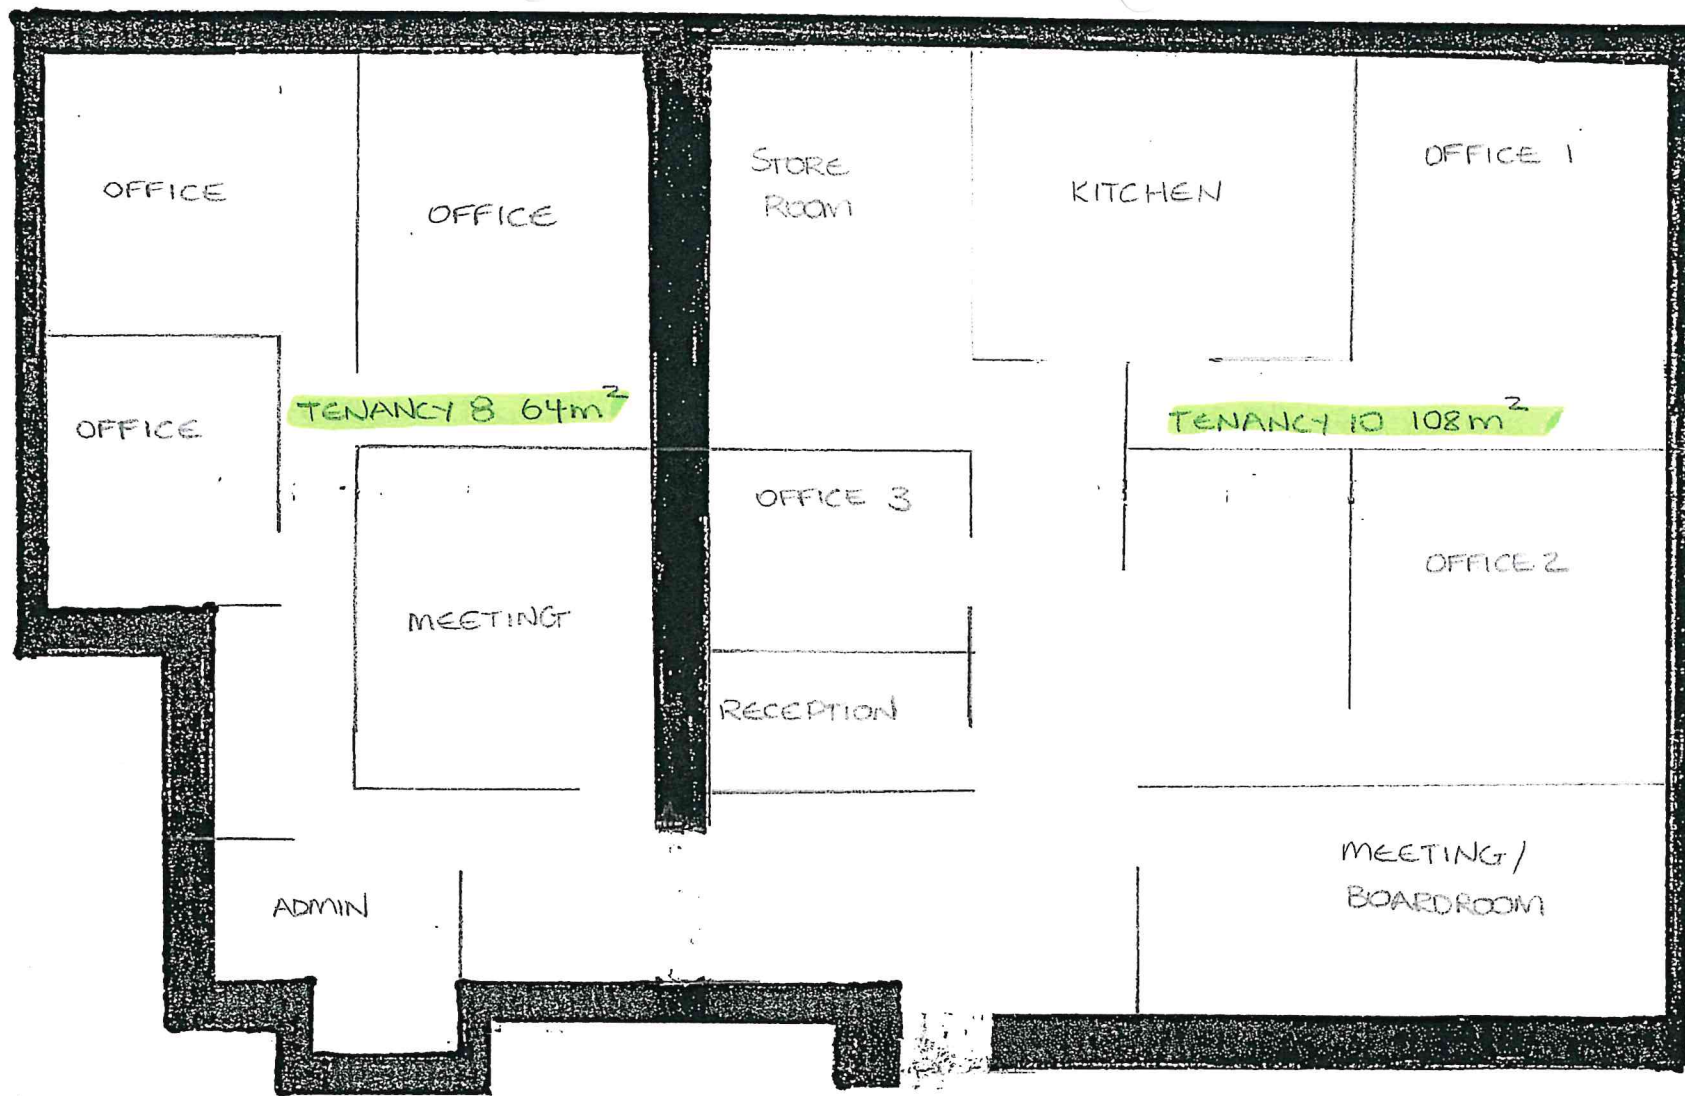 OFFICE
OFFICE
STORE
ROOM
KITCHEN
OFFICE 1
OFFICE
TENANCY 8 64m²
TENANCY 10 108m²
OFFICE 3
OFFICE 2
MEETING
RECEPTION
MEETING/
BOARDROOM
ADMIN